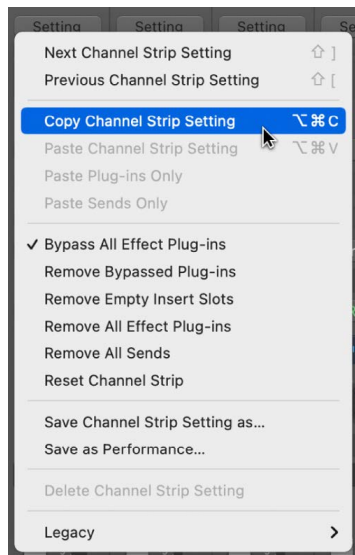 Setting Setting Setting Se
Next Channel Strip Setting ⇧ ]
Previous Channel Strip Setting ⇧ [
Copy Channel Strip Setting ⌥ ⌘ C
Paste Channel Strip Setting ⌥ ⌘ V
Paste Plug-ins Only
Paste Sends Only
✓ Bypass All Effect Plug-ins
Remove Bypassed Plug-ins
Remove Empty Insert Slots
Remove All Effect Plug-ins
Remove All Sends
Reset Channel Strip
Save Channel Strip Setting as...
Save as Performance...
Delete Channel Strip Setting
Legacy >